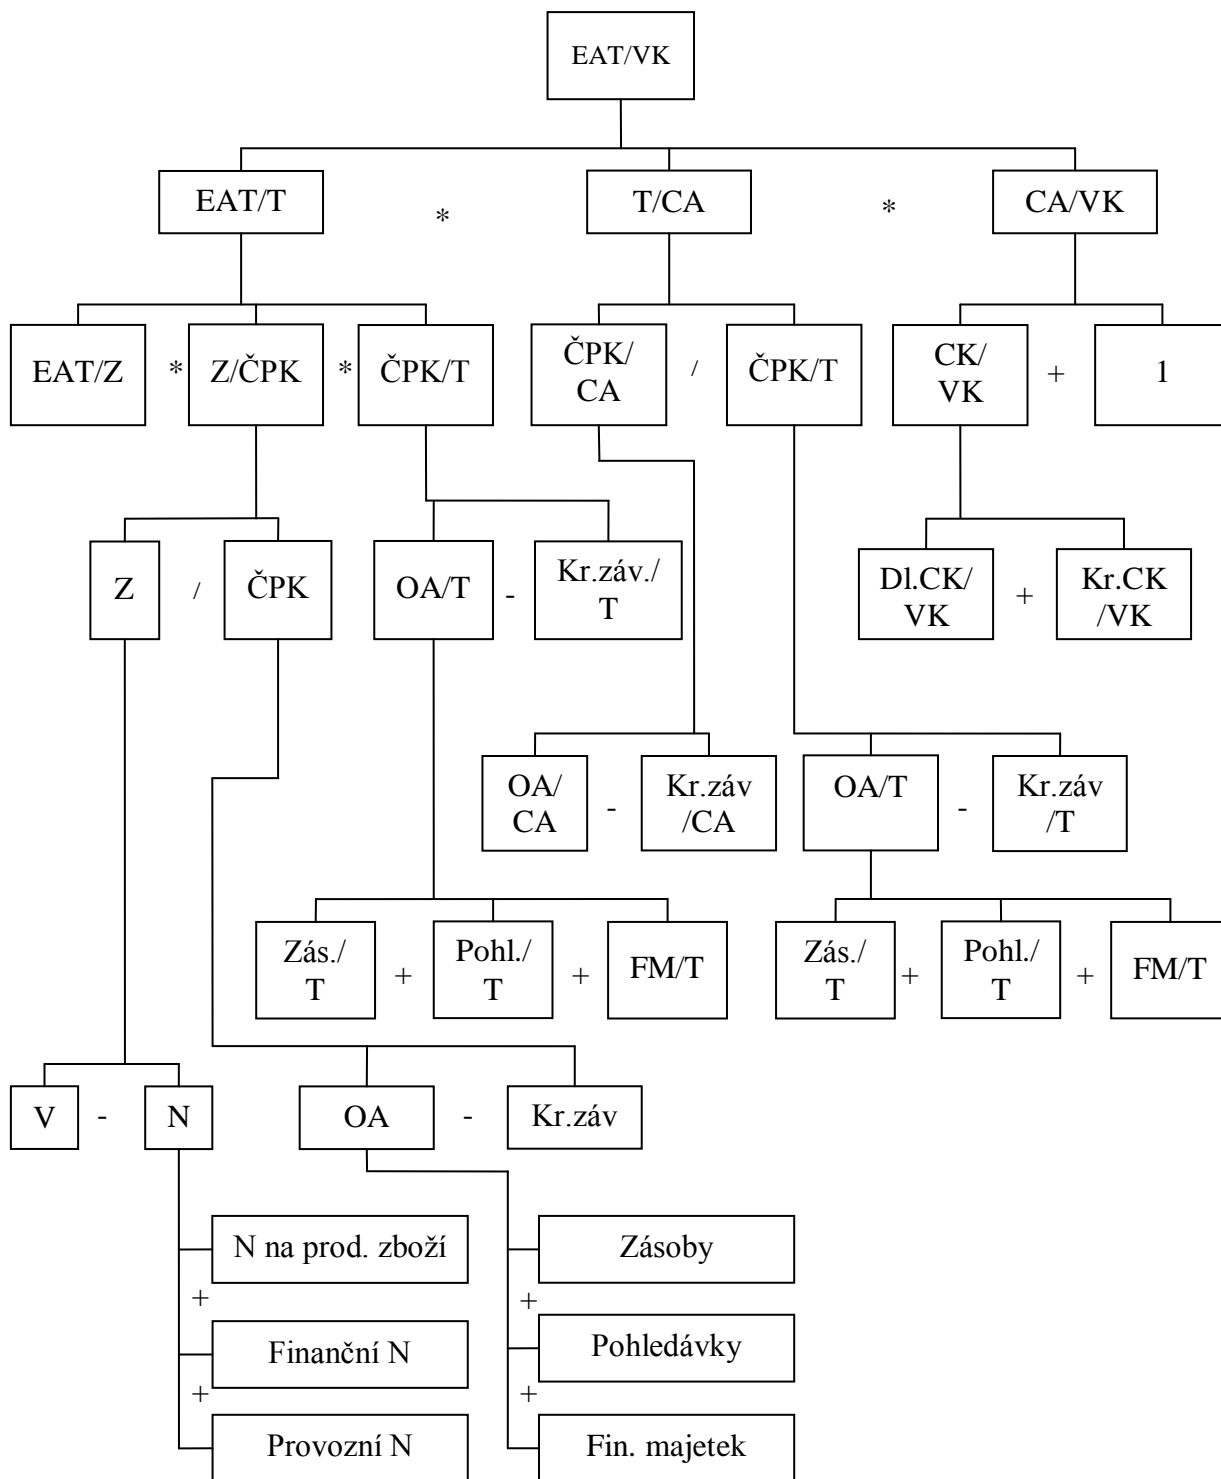 EAT/VK
EAT/T * T/CA * CA/VK
EAT/Z * Z/ČPK * ČPK/T ČPK/ / ČPK/T CK/ + 1
CA VK
Z / ČPK OA/T - Kr.záv./ Dl.CK/ + Kr.CK
T VK /VK
OA/ - Kr.záv OA/T - Kr.záv
CA /CA /T
Zás./ + Pohl./ + FM/T Zás./ + Pohl./ + FM/T
T T T T
V - N OA - Kr.záv
N na prod. zboží Zásoby
+ +
Finanční N Pohledávky
+ +
Provozní N Fin. majetek